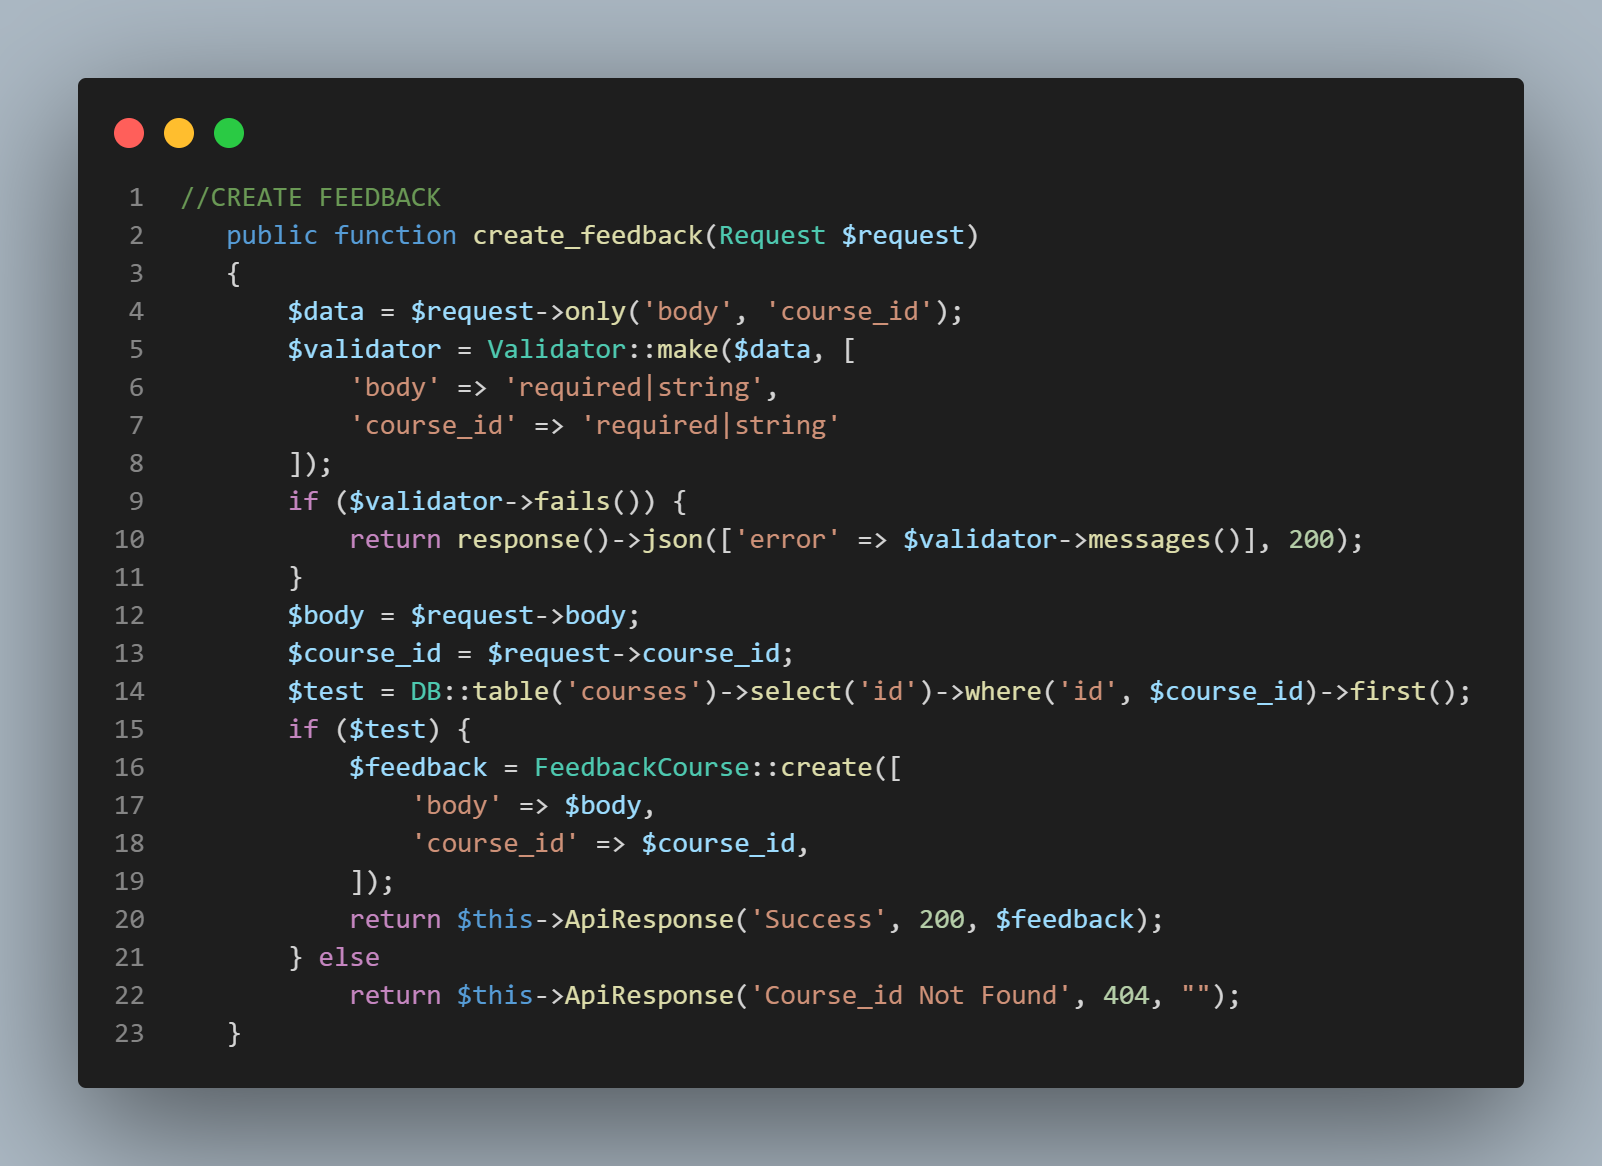 1 //CREATE FEEDBACK
2 public function create_feedback(Request $request)
3 {
4 $data = $request->only('body', 'course_id');
5 $validator = Validator::make($data, [
6 'body' => 'required|string',
7 'course_id' => 'required|string'
8 ]);
9 if ($validator->fails()) {
10 return response()->json(['error' => $validator->messages()], 200);
11 }
12 $body = $request->body;
13 $course_id = $request->course_id;
14 $test = DB::table('courses')->select('id')->where('id', $course_id)->first();
15 if ($test) {
16 $feedback = FeedbackCourse::create([
17 'body' => $body,
18 'course_id' => $course_id,
19 ]);
20 return $this->ApiResponse('Success', 200, $feedback);
21 } else
22 return $this->ApiResponse('Course_id Not Found', 404, "");
23 }